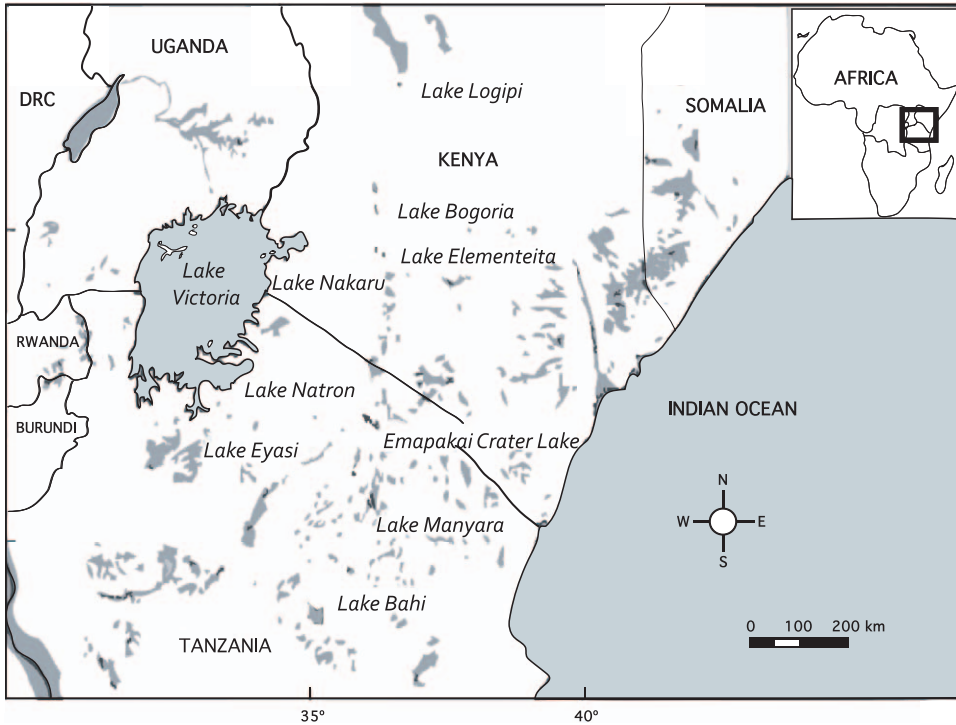 UGANDA
DRC
Lake Logipi
SOMALIA
AFRICA
KENYA
Lake Bogoria
Lake Elementeita
Lake
Victoria
Lake Nakaru
RWANDA
Lake Natron
INDIAN OCEAN
BURUNDI
Lake Eyasi
Emapakai Crater Lake
N
W E
S
Lake Manyara
Lake Bahi
TANZANIA
0 100 200 km
35° 40°